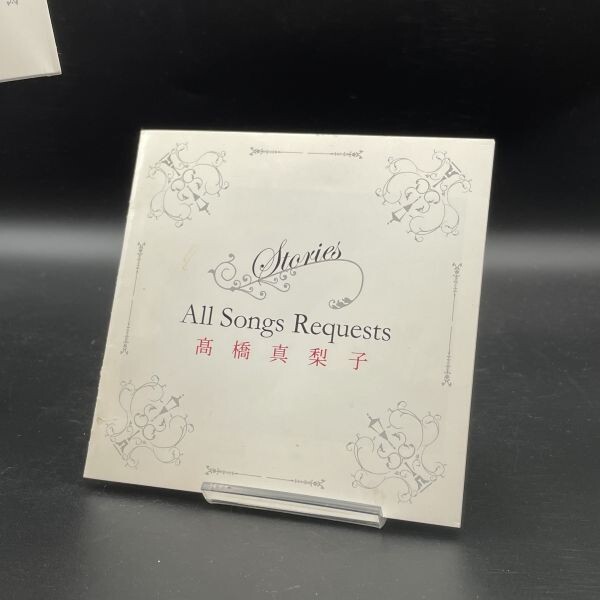 Stories
All Songs Requests
髙橋真梨子